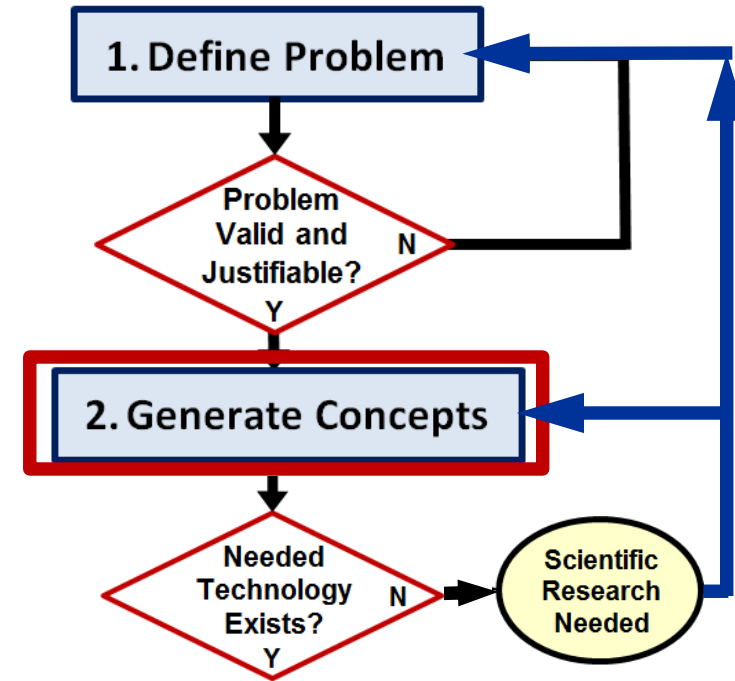 1. Define Problem
Problem
Valid and
Justifiable?
N
Y
2. Generate Concepts
Needed
Technology
Exists?
N
Y
Scientific
Research
Needed